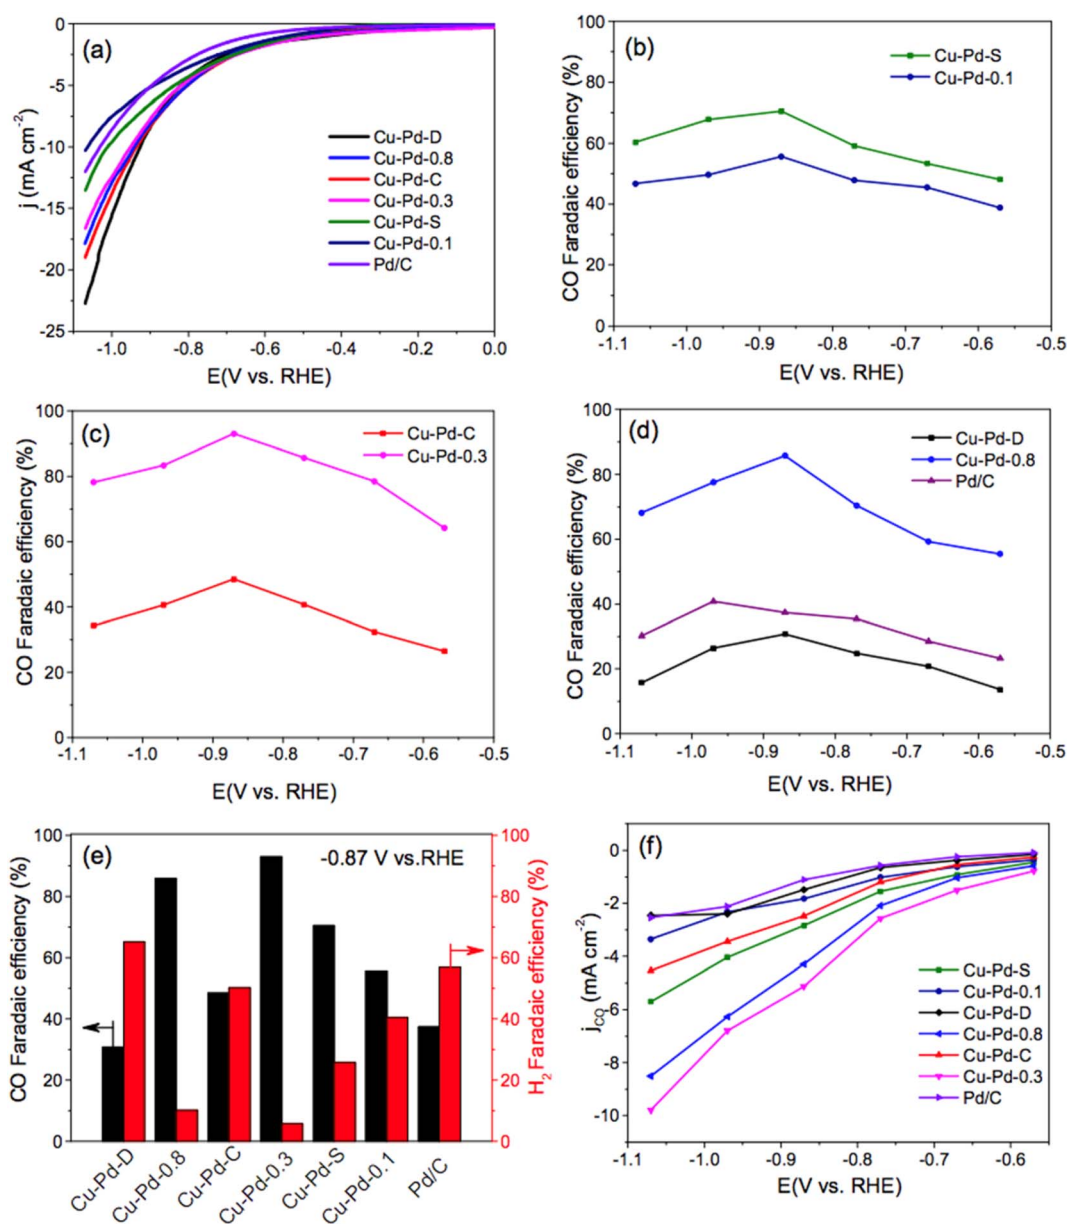 (a)
j (mA cm-2)
0
-5
-10
-15
-20
-25
-1.0
-0.8
-0.6
-0.4
-0.2
0.0
E(V vs. RHE)
Cu-Pd-D
Cu-Pd-0.8
Cu-Pd-C
Cu-Pd-0.3
Cu-Pd-S
Cu-Pd-0.1
Pd/C
(b)
CO Faradaic efficiency (%)
100
80
60
40
20
0
-1.1
-1.0
-0.9
-0.8
-0.7
-0.6
-0.5
E(V vs. RHE)
Cu-Pd-S
Cu-Pd-0.1
(c)
CO Faradaic efficiency (%)
100
80
60
40
20
0
-1.1
-1.0
-0.9
-0.8
-0.7
-0.6
-0.5
E(V vs. RHE)
Cu-Pd-C
Cu-Pd-0.3
(d)
CO Faradaic efficiency (%)
100
80
60
40
20
0
-1.1
-1.0
-0.9
-0.8
-0.7
-0.6
-0.5
E(V vs. RHE)
Cu-Pd-D
Cu-Pd-0.8
Pd/C
(e)
-0.87 V vs.RHE
CO Faradaic efficiency (%)
100
80
60
40
20
0
H2 Faradaic efficiency (%)
100
80
60
40
20
0
Cu-Pd-D
Cu-Pd-0.8
Cu-Pd-C
Cu-Pd-0.3
Cu-Pd-S
Cu-Pd-0.1
Pd/C
(f)
jCO (mA cm-2)
0
-2
-4
-6
-8
-10
-1.1
-1.0
-0.9
-0.8
-0.7
-0.6
E(V vs. RHE)
Cu-Pd-S
Cu-Pd-0.1
Cu-Pd-D
Cu-Pd-0.8
Cu-Pd-C
Cu-Pd-0.3
Pd/C